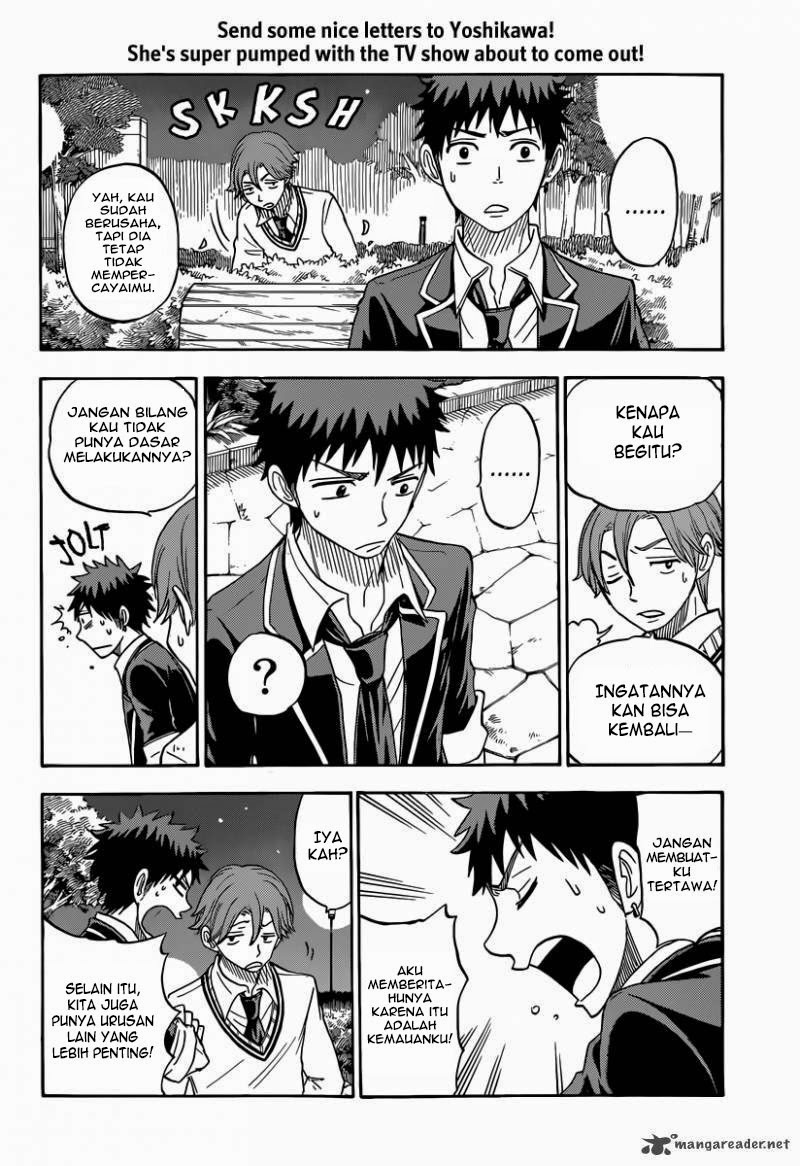 Send some nice letters to Yoshikawa!
She's super pumped with the TV show about to come out!
......
SKKSH
YAH, KAU
SUDAH
BERUSAHA,
TAPI DIA
TETAP
TIDAK
MEMPER-
CAYAIMU.
KENAPA
KAU
BEGITU?
INGATANNYA
KAN BISA
KEMBALI—
......
?
JANGAN BILANG
KAU TIDAK
PUNYA DASAR
MELAKUKANNYA?
JOLT
JANGAN
MEMBUAT-
KU
TERTAWA!
AKU
MEMBERITA-
HUNYA
KARENA ITU
ADALAH
KEMAUANKU!
IYA
KAH?
SELAIN ITU,
KITA JUGA
PUNYA URUSAN
LAIN YANG
LEBIH PENTING!
mangareader.net